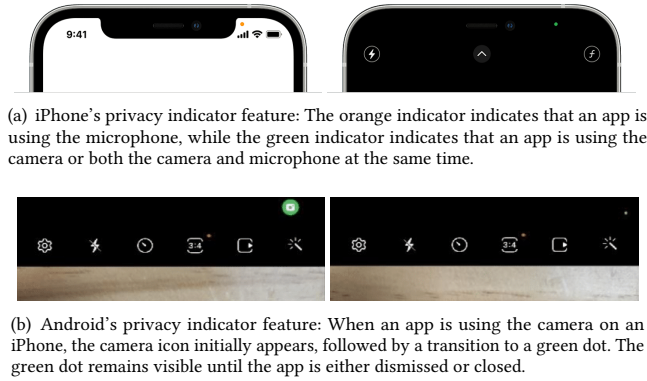 9:41
(a) iPhone's privacy indicator feature: The orange indicator indicates that an app is
using the microphone, while the green indicator indicates that an app is using the
camera or both the camera and microphone at the same time.
3:4
3:4
(b) Android's privacy indicator feature: When an app is using the camera on an
iPhone, the camera icon initially appears, followed by a transition to a green dot. The
green dot remains visible until the app is either dismissed or closed.